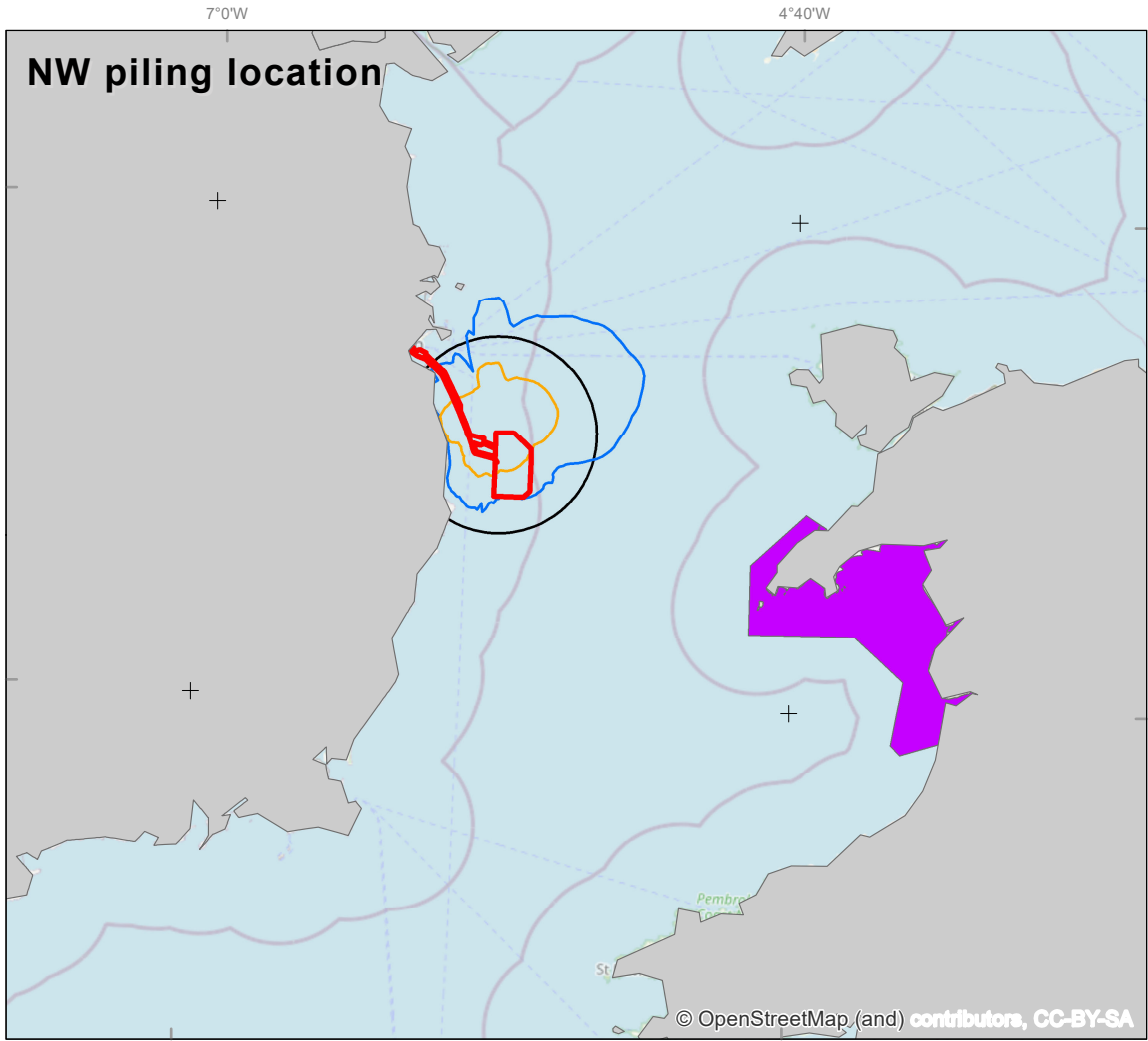 7°0'W
4°40'W
NW piling location
Pembro
St
© OpenStreetMap (and) contributors, CC-BY-SA